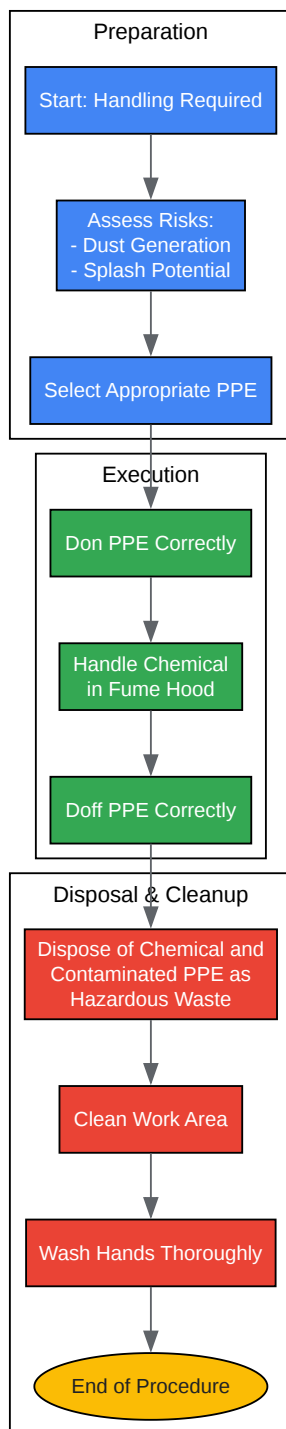 Preparation
Start: Handling Required
Assess Risks:
- Dust Generation
- Splash Potential
Select Appropriate PPE
Execution
Don PPE Correctly
Handle Chemical
in Fume Hood
Doff PPE Correctly
Disposal & Cleanup
Dispose of Chemical and
Contaminated PPE as
Hazardous Waste
Clean Work Area
Wash Hands Thoroughly
End of Procedure